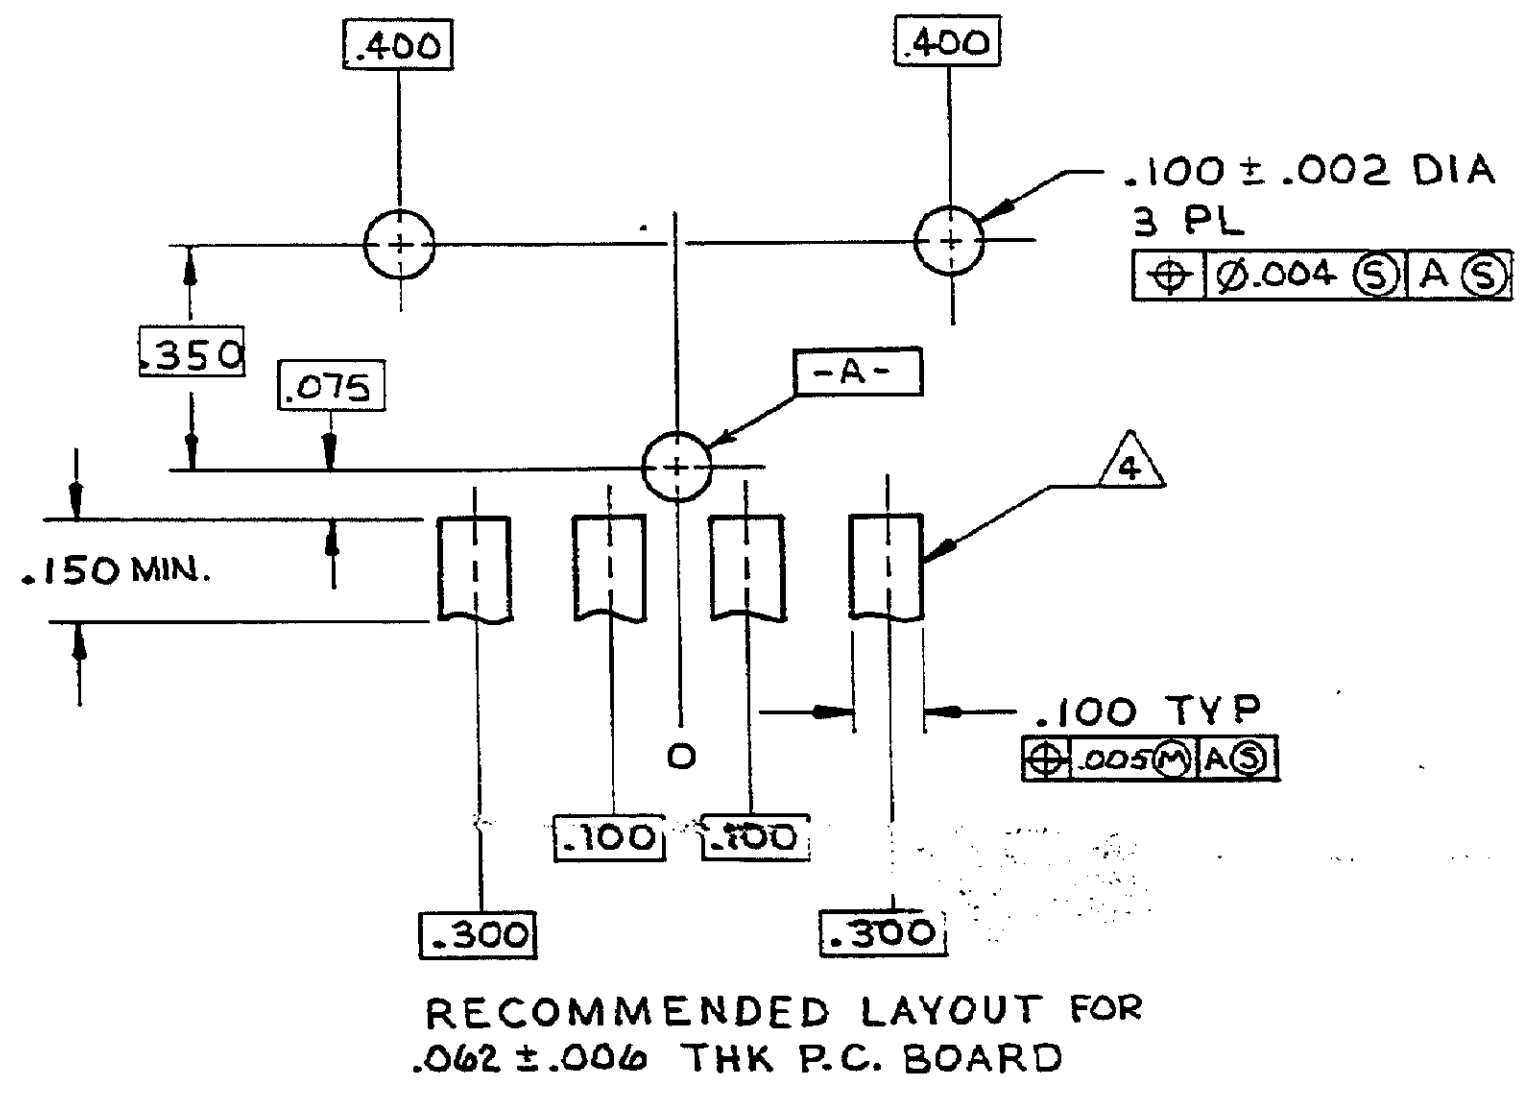 .400
.400
.100 ± .002 DIA
3 PL
⌖ Ø.004 Ⓢ A Ⓢ
.350
.075
-A-
4
.150 MIN.
.100 TYP
⌖ .005 Ⓜ A Ⓢ
O
.100
.100
.300
.300
RECOMMENDED LAYOUT FOR
.062 ± .006 THK P.C. BOARD